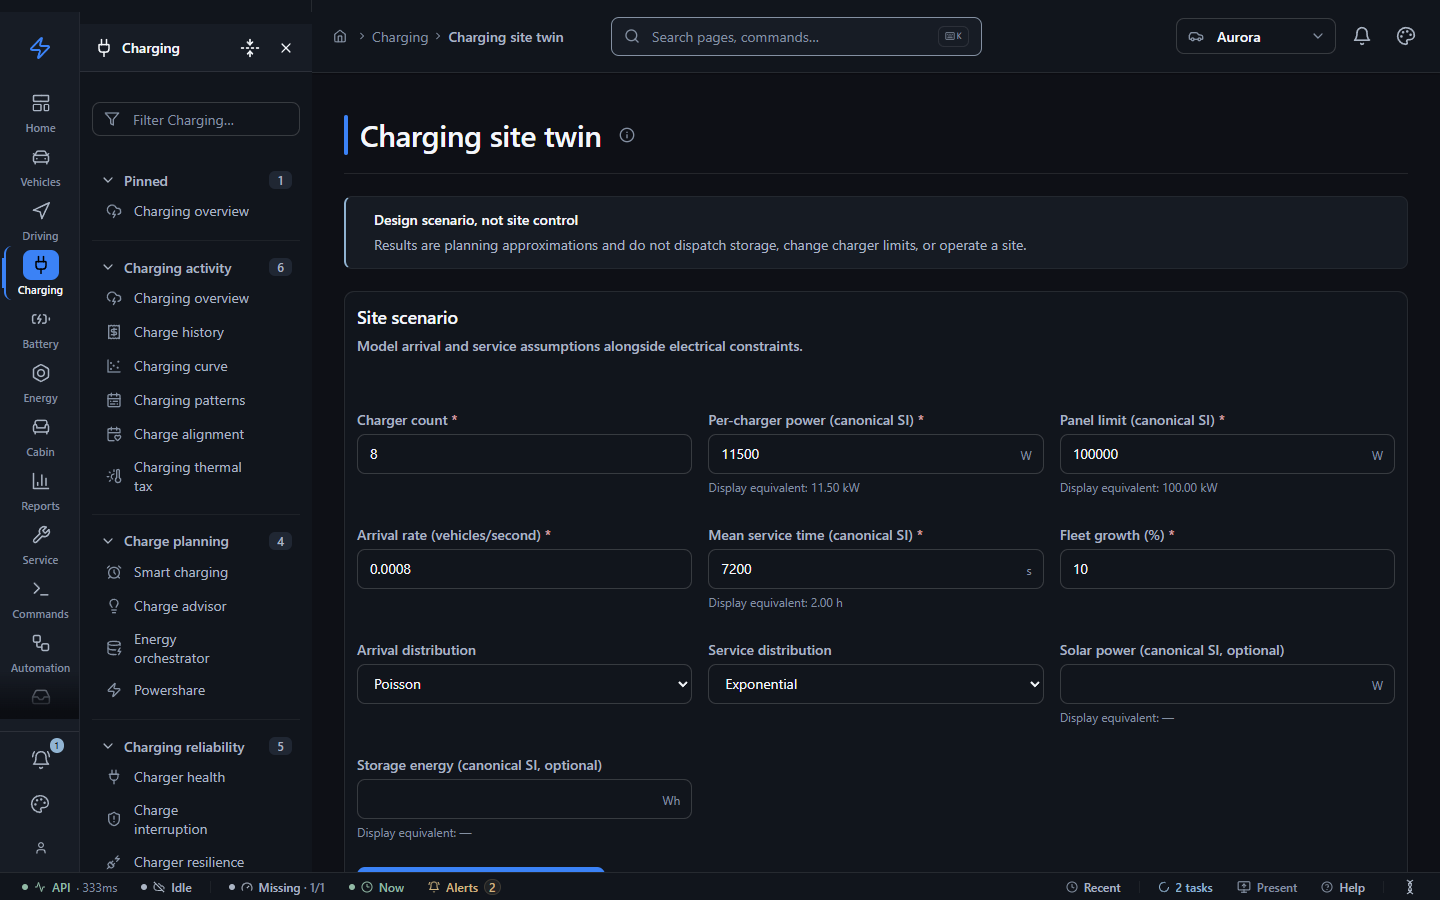 Charging
Charging
Charging site twin
Search pages, commands...
K
Aurora
Home
Vehicles
Driving
Charging
Battery
Energy
Cabin
Reports
Service
Commands
Automation
1
Filter Charging...
Pinned
1
Charging overview
Charging activity
6
Charging overview
Charge history
Charging curve
Charging patterns
Charge alignment
Charging thermal
tax
Charge planning
4
Smart charging
Charge advisor
Energy
orchestrator
Powershare
Charging reliability
5
Charger health
Charge
interruption
Charger resilience
Charging site twin
Design scenario, not site control
Results are planning approximations and do not dispatch storage, change charger limits, or operate a site.
Site scenario
Model arrival and service assumptions alongside electrical constraints.
Charger count *
8
Per-charger power (canonical SI) *
11500
W
Display equivalent: 11.50 kW
Panel limit (canonical SI) *
100000
W
Display equivalent: 100.00 kW
Arrival rate (vehicles/second) *
0.0008
Mean service time (canonical SI) *
7200
s
Display equivalent: 2.00 h
Fleet growth (%) *
10
Arrival distribution
Poisson
Service distribution
Exponential
Solar power (canonical SI, optional)
W
Display equivalent: —
Storage energy (canonical SI, optional)
Wh
Display equivalent: —
API · 333ms
Idle
Missing · 1/1
Now
Alerts 2
Recent
2 tasks
Present
Help